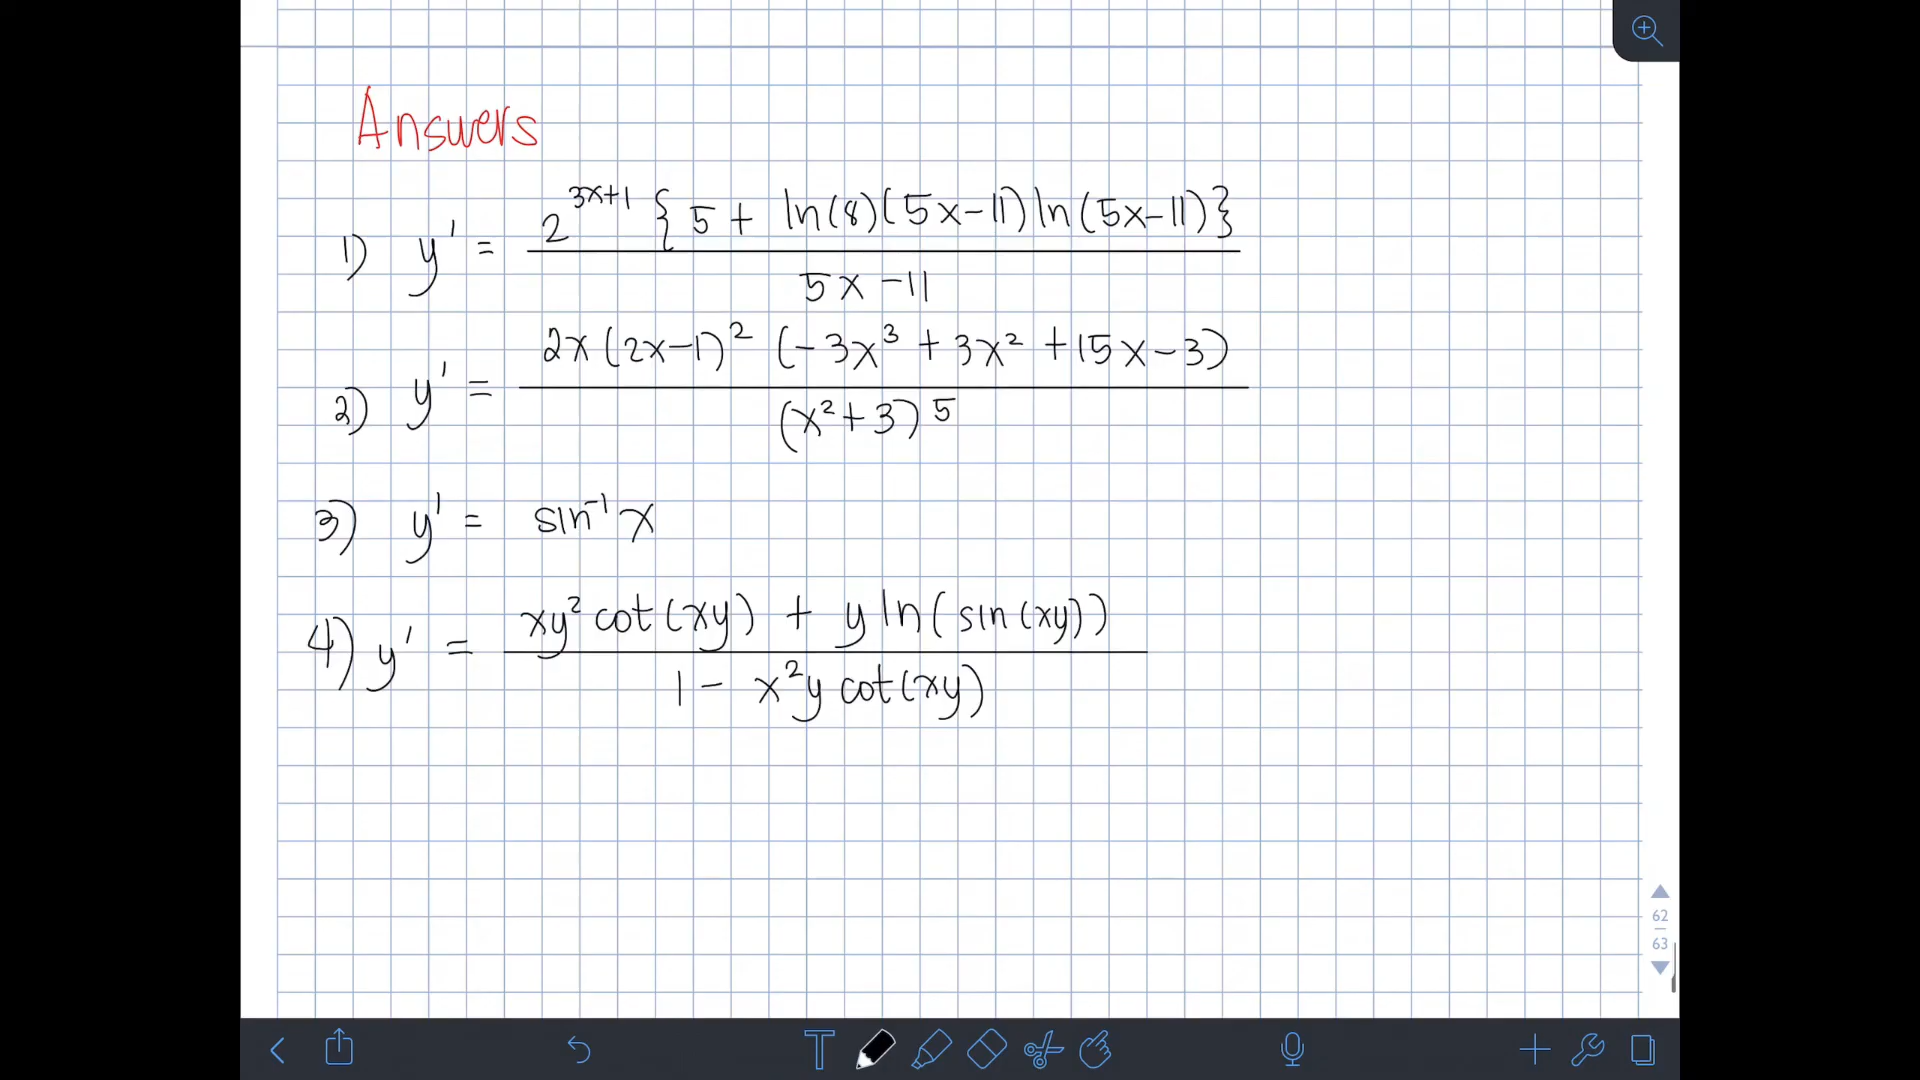 Answers
1) y' = 2^{3x+1} { 5 + ln(8)(5x-11) ln(5x-11) } / 5x-11
2) y' = 2x(2x-1)^2 (-3x^3 + 3x^2 + 15x - 3) / (x^2+3)^5
3) y' = sin^{-1} x
4) y' = xy^2 cot(xy) + y ln(sin(xy)) / 1 - x^2y cot(xy)
62
63
T